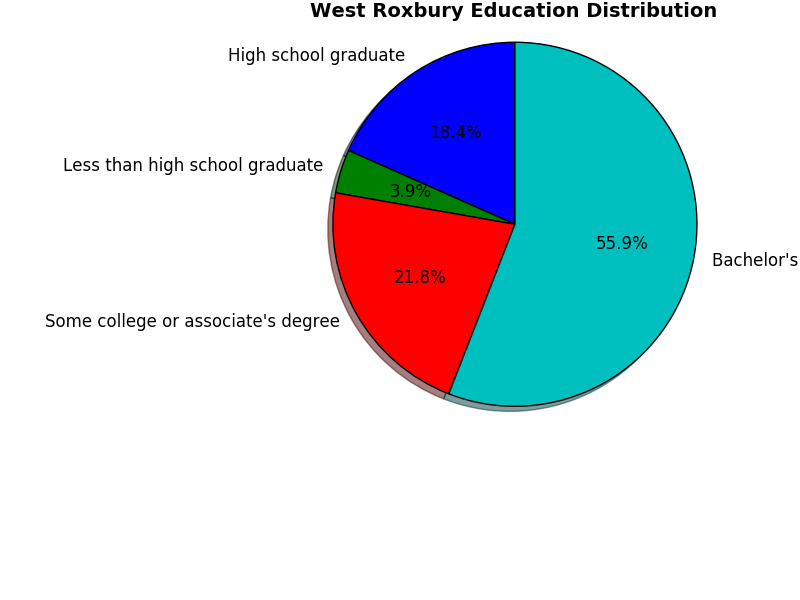 West Roxbury Education Distribution
High school graduate
18.4%
Less than high school graduate
3.9%
55.9%
Bachelor's
21.8%
Some college or associate's degree